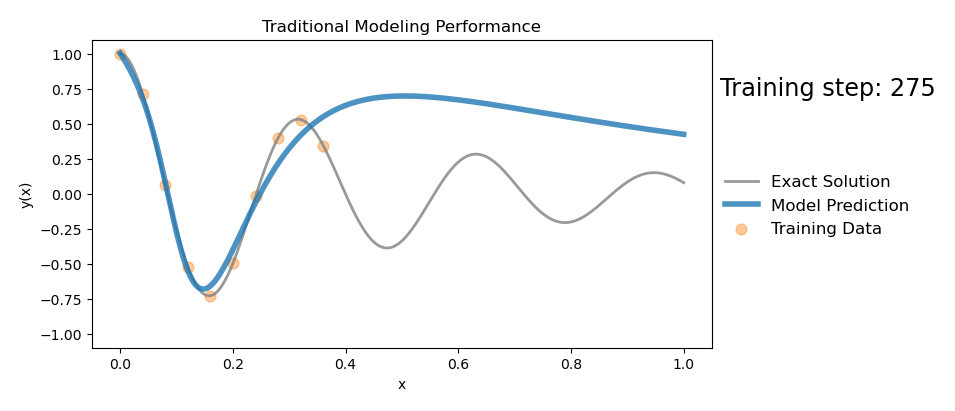 Traditional Modeling Performance
Training step: 275
Exact Solution
Model Prediction
Training Data
y(x)
1.00
0.75
0.50
0.25
0.00
−0.25
−0.50
−0.75
−1.00
0.0 0.2 0.4 0.6 0.8 1.0
x